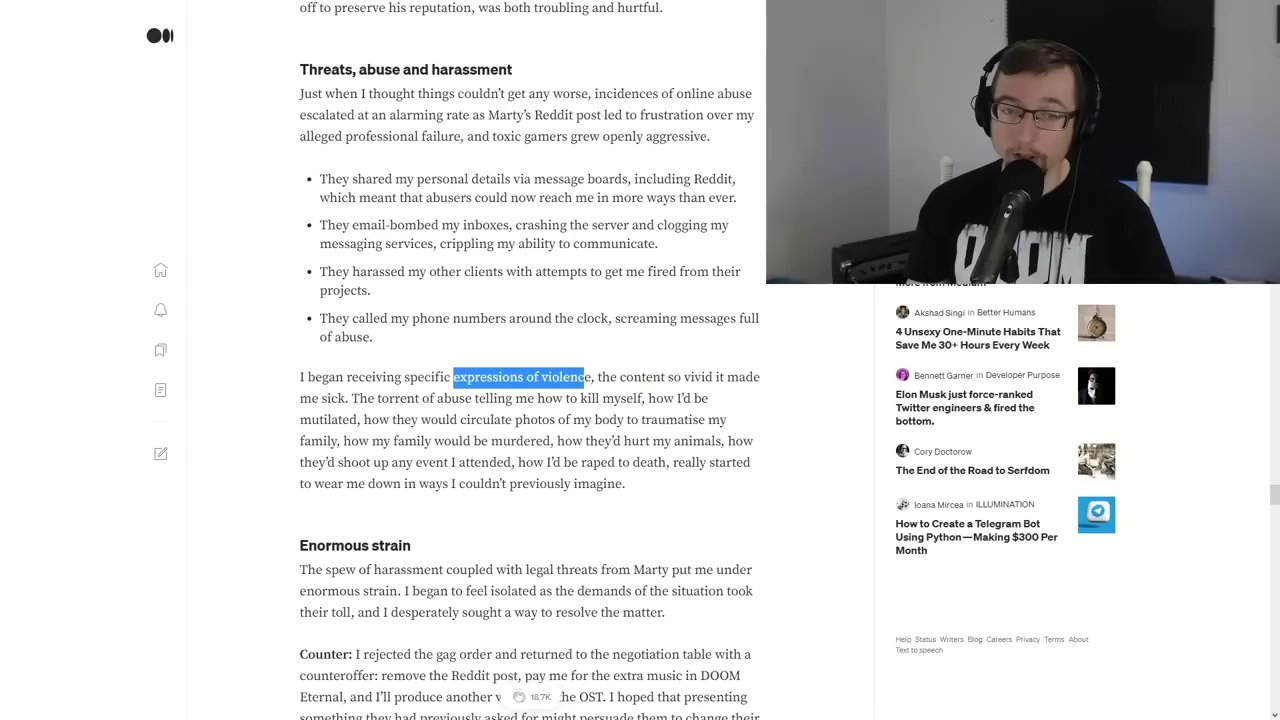 off to preserve his reputation, was both troubling and hurtful.
Threats, abuse and harassment
Just when I thought things couldn’t get any worse, incidences of online abuse
escalated at an alarming rate as Marty’s Reddit post led to frustration over my
alleged professional failure, and toxic gamers grew openly aggressive.
• They shared my personal details via message boards, including Reddit,
which meant that abusers could now reach me in more ways than ever.
• They email-bombed my inboxes, crashing the server and clogging my
messaging services, crippling my ability to communicate.
• They harassed my other clients with attempts to get me fired from their
projects.
• They called my phone numbers around the clock, screaming messages full
of abuse.
I began receiving specific expressions of violence, the content so vivid it made
me sick. The torrent of abuse telling me how to kill myself, how I’d be
mutilated, how they would circulate photos of my body to traumatise my
family, how my family would be murdered, how they’d hurt my animals, how
they’d shoot up any event I attended, how I’d be raped to death, really started
to wear me down in ways I couldn’t previously imagine.
Enormous strain
The spew of harassment coupled with legal threats from Marty put me under
enormous strain. I began to feel isolated as the demands of the situation took
their toll, and I desperately sought a way to resolve the matter.
Counter: I rejected the gag order and returned to the negotiation table with a
counteroffer: remove the Reddit post, pay me for the extra music in DOOM
Eternal, and I’ll produce another v the OST. I hoped that presenting
something they had previously asked for might persuade them to change their
18.7K
DOOM
More from Medium
Akshad Singi in Better Humans
4 Unsexy One-Minute Habits That
Save Me 30+ Hours Every Week
Bennett Garner in Developer Purpose
Elon Musk just force-ranked
Twitter engineers & fired the
bottom.
Cory Doctorow
The End of the Road to Serfdom
Ioana Mircea in ILLUMINATION
How to Create a Telegram Bot
Using Python—Making $300 Per
Month
Help Status Writers Blog Careers Privacy Terms About
Text to speech